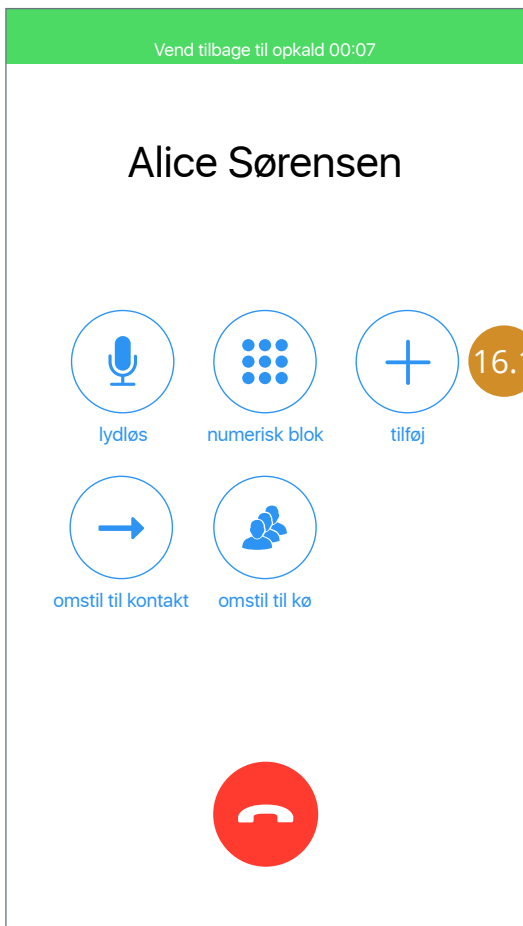 Vend tilbage til opkald 00:07
Alice Sørensen
lydløs
numerisk blok
tilføj
omstil til kontakt
omstil til kø